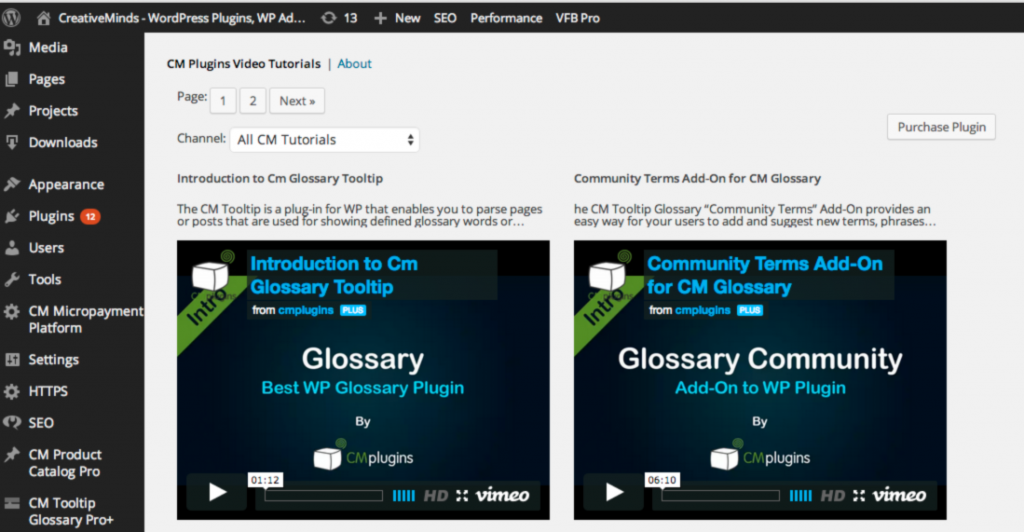 CreativeMinds - WordPress Plugins, WP Ad... 13 New SEO Performance VFB Pro
Media
Pages
Projects
Downloads
Appearance
Plugins 12
Users
Tools
CM Micropayment
Platform
Settings
HTTPS
SEO
CM Product
Catalog Pro
CM Tooltip
Glossary Pro+
CM Plugins Video Tutorials | About
Page: 1 2 Next »
Channel: All CM Tutorials
Purchase Plugin
Introduction to Cm Glossary Tooltip
The CM Tooltip is a plug-in for WP that enables you to parse pages
or posts that are used for showing defined glossary words or...
Introduction to Cm
Glossary Tooltip
from cmplugins PLUS
Intro
Glossary
Best WP Glossary Plugin
By
CMplugins
01:12
HD vimeo
Community Terms Add-On for CM Glossary
he CM Tooltip Glossary “Community Terms” Add-On provides an
easy way for your users to add and suggest new terms, phrases...
Community Terms Add-On
for CM Glossary
from cmplugins PLUS
Intro
Glossary Community
Add-On to WP Plugin
By
CMplugins
06:10
HD vimeo